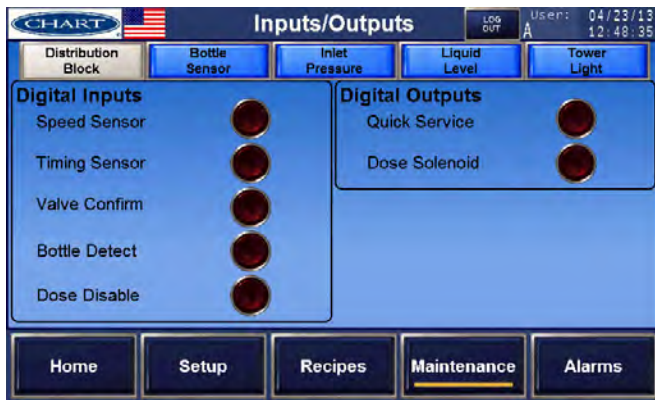 CHART
Inputs/Outputs
LOG OUT
User: 04/23/13
A 12:48:35
Distribution Block
Bottle Sensor
Inlet Pressure
Liquid Level
Tower Light
Digital Inputs
Speed Sensor
Timing Sensor
Valve Confirm
Bottle Detect
Dose Disable
Digital Outputs
Quick Service
Dose Solenoid
Home
Setup
Recipes
Maintenance
Alarms